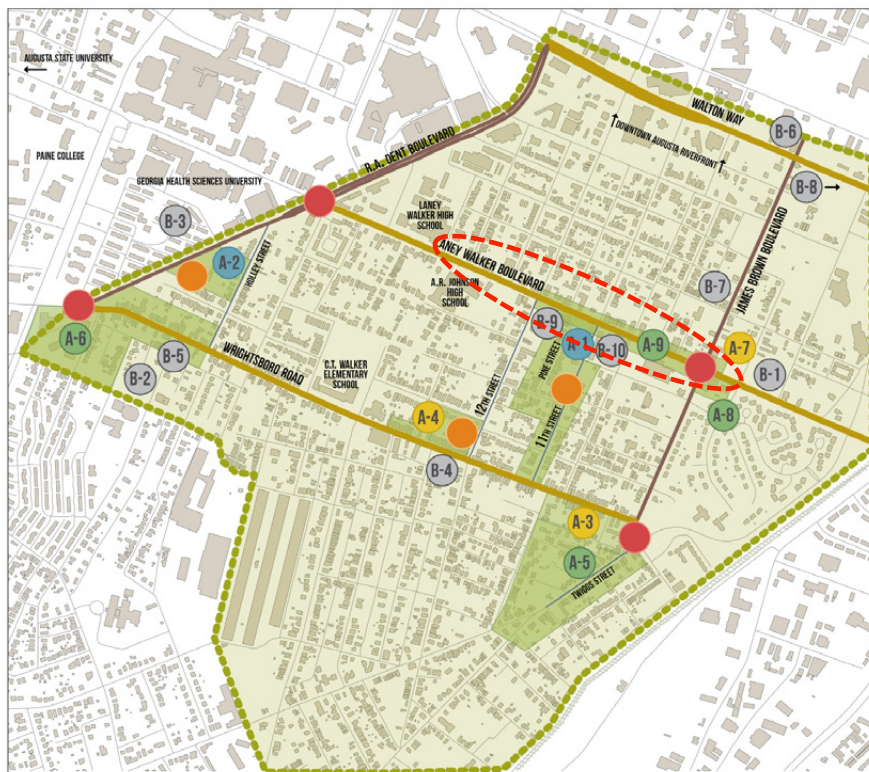 AUGUSTA STATE UNIVERSITY
PAINE COLLEGE
GEORGIA HEALTH SCIENCES UNIVERSITY
R.A. DENT BOULEVARD
WALTON WAY
B-6
DOWNTOWN AUGUSTA RIVERFRONT
B-8
B-3
LANEY
WALKER HIGH
SCHOOL
A-2
HOLLEY STREET
LANEY WALKER BOULEVARD
JAMES BROWN BOULEVARD
B-7
A.R. JOHNSON
HIGH
SCHOOL
B-9
A-1
B-10
A-9
A-7
A-6
B-5
B-2
WRIGHTSBORO ROAD
C.T. WALKER
ELEMENTARY
SCHOOL
PINE STREET
B-1
12TH STREET
11TH STREET
A-8
A-4
B-4
A-3
A-5
TWIGGS STREET